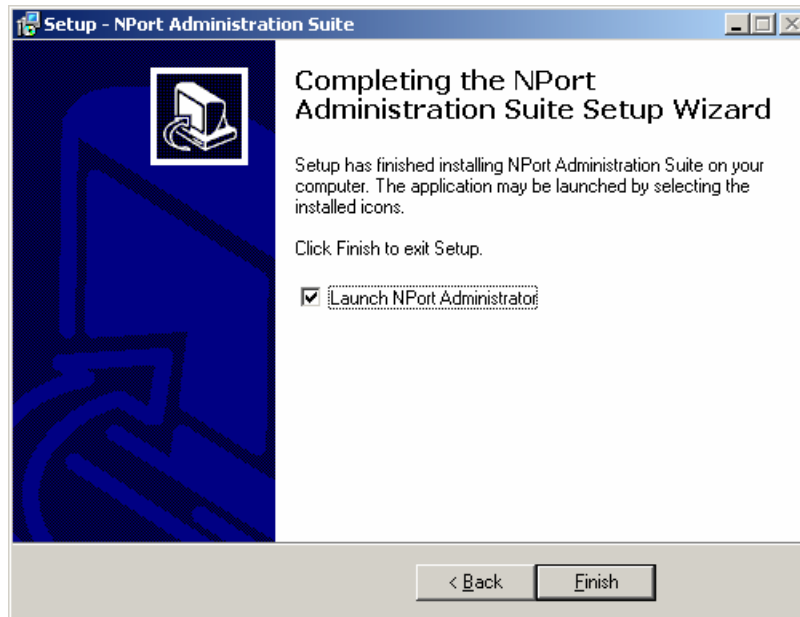 Setup - NPort Administration Suite
Completing the NPort
Administration Suite Setup Wizard
Setup has finished installing NPort Administration Suite on your
computer. The application may be launched by selecting the
installed icons.
Click Finish to exit Setup.
Launch NPort Administrator
< Back
Finish